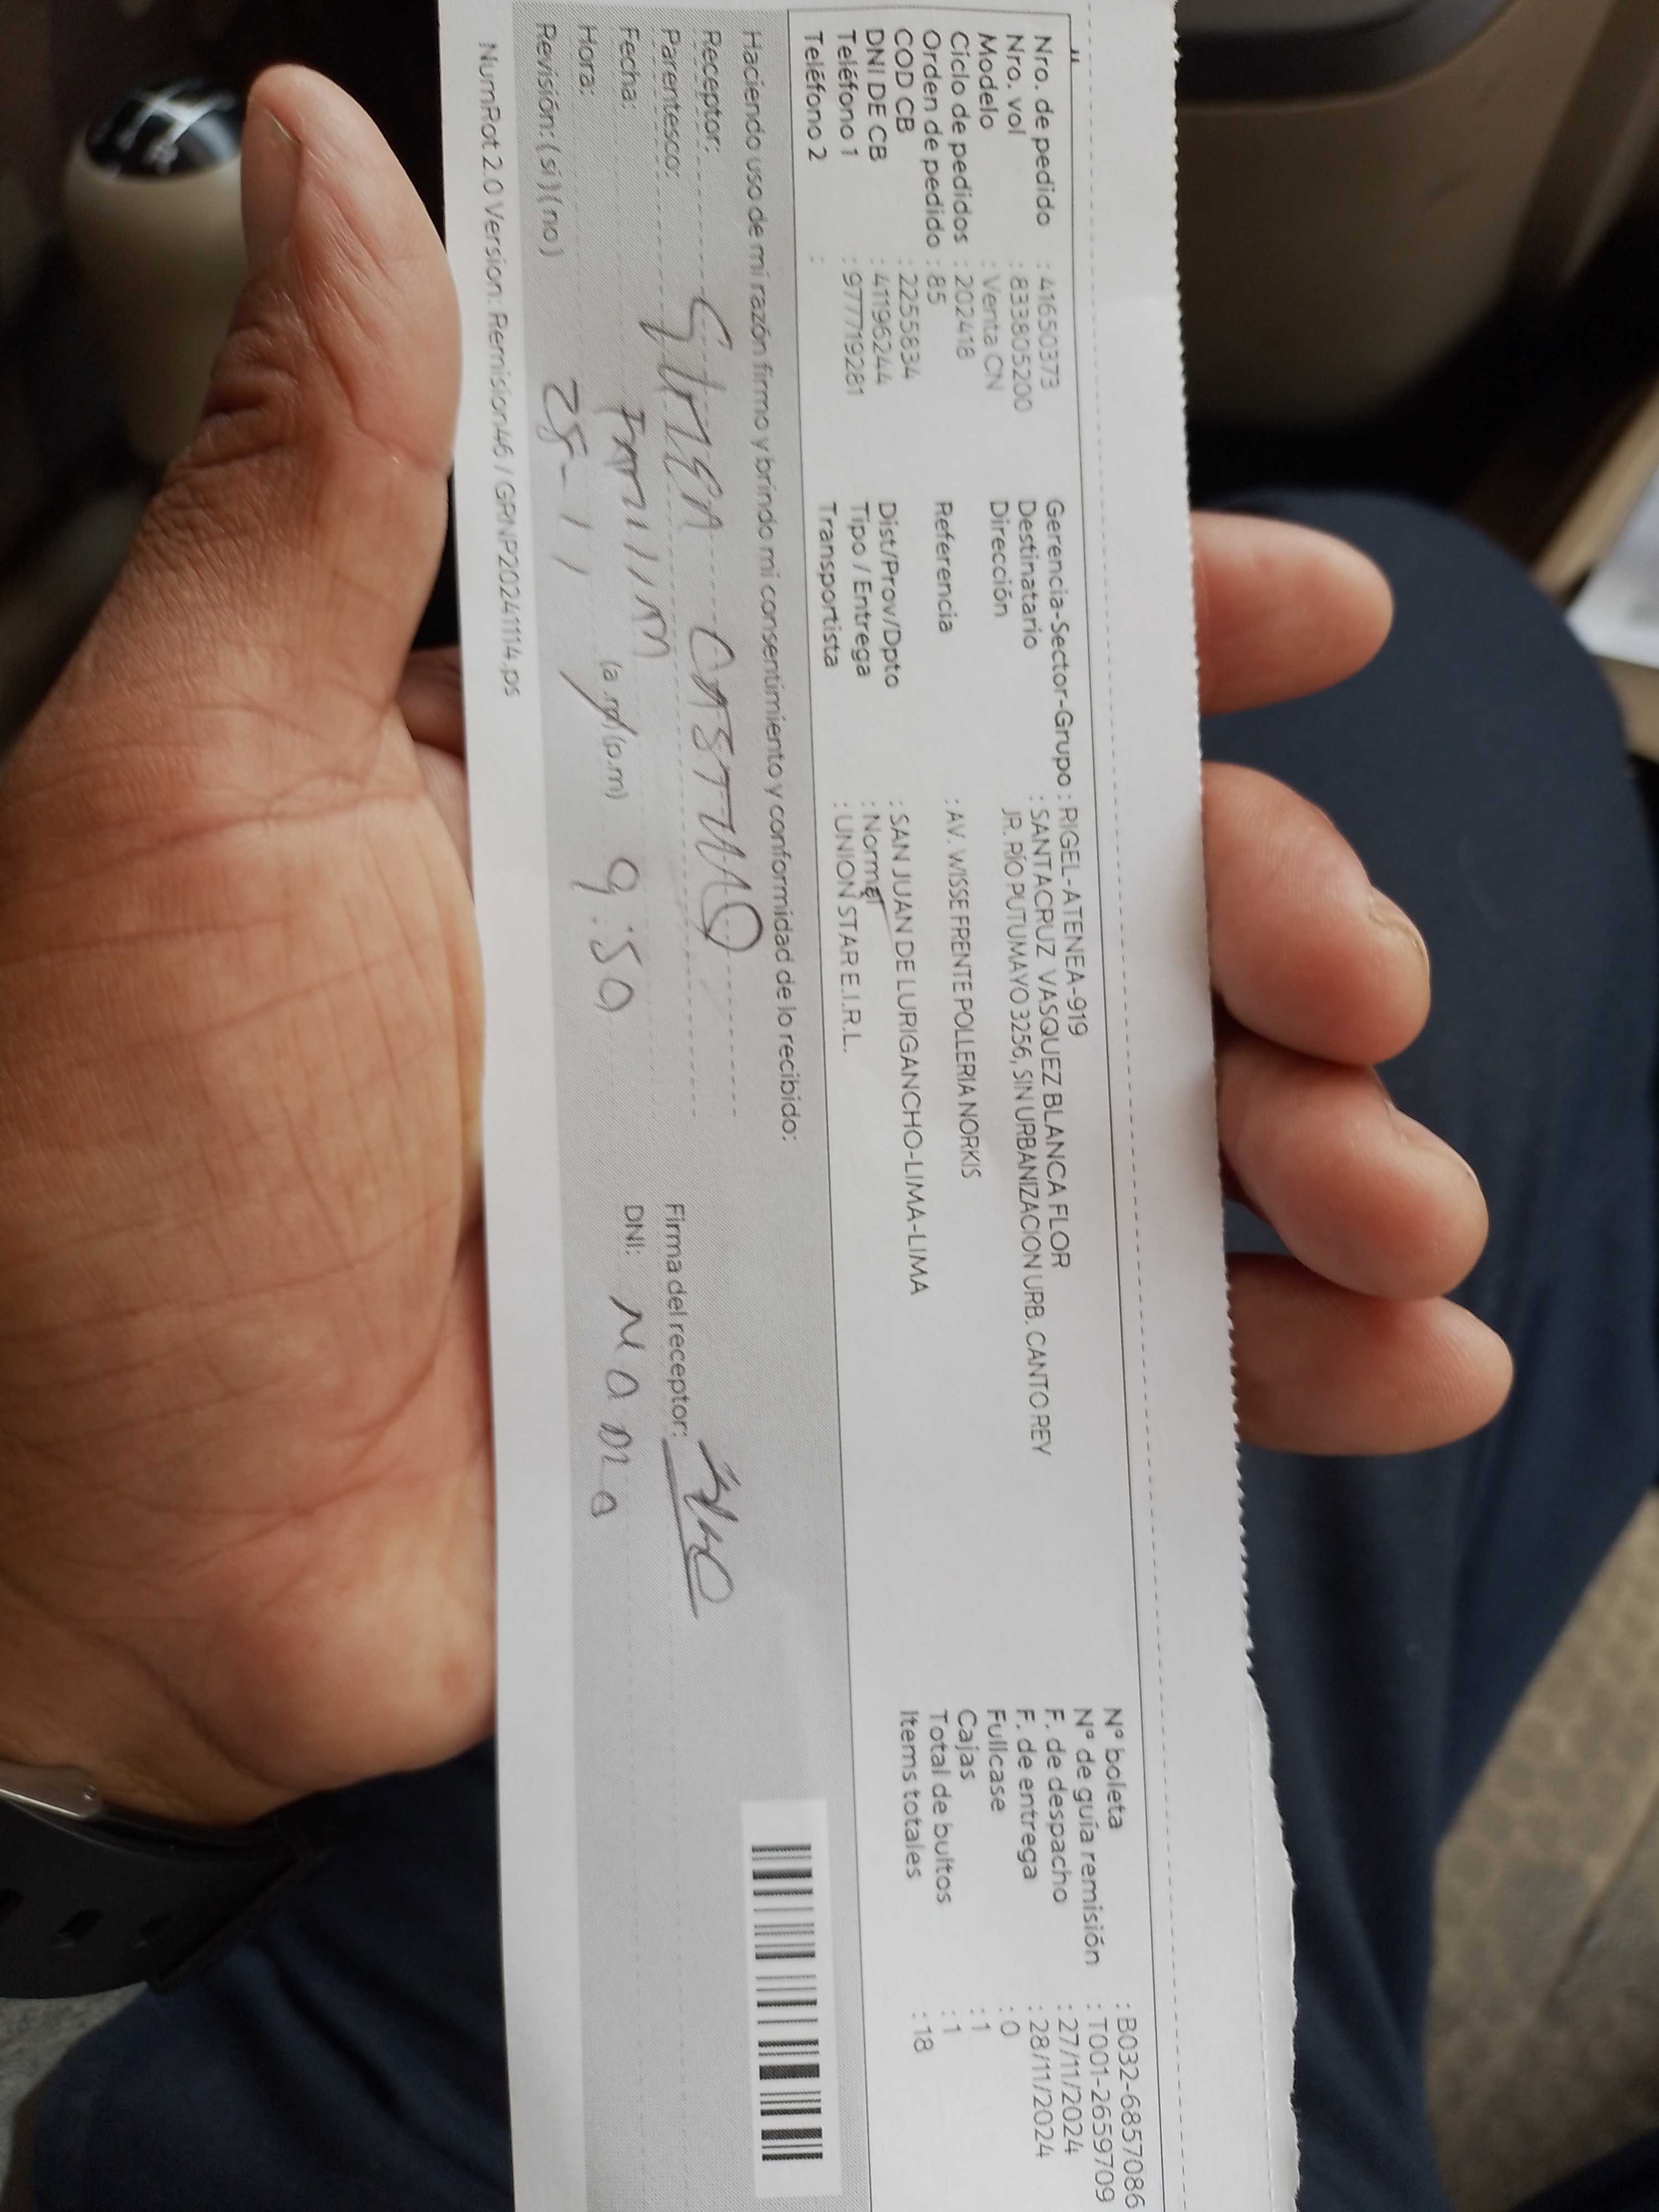 Nro. de pedido : 41650373
Nro. vol : 833805200
Modelo : Venta CN
Ciclo de pedidos : 202418
Orden de pedido : 85
COD CB : 2255834
DNI DE CB : 41196244
Teléfono 1 : 977719281
Teléfono 2 :
Gerencia-Sector-Grupo : RIGEL-ATENEA-919
Destinatario : SANTACRUZ VASQUEZ BLANCA FLOR
Dirección JR. RÍO PUTUMAYO 3256, SIN URBANIZACION URB. CANTO REY
Referencia : AV. WISSE FRENTE POLLERIA NORKIS
Dist/Prov/Dpto : SAN JUAN DE LURIGANCHO-LIMA-LIMA
Tipo / Entrega : Normal
Transportista : UNION STAR E.I.R.L.
N° boleta : B032-6857086
N° de guía remisión : T001-2659709
F. de despacho : 27/11/2024
F. de entrega : 28/11/2024
Fullcase : 0
Cajas : 1
Total de bultos : 1
Items totales : 18
Haciendo uso de mi razón firmo y brindo mi consentimiento y conformidad de lo recibido:
Receptor: CASTILLO
Parentesco:
Fecha: 28-11
Hora: (a.m) (p.m) 9:50
Revisión: (si) (no)
Firma del receptor:
DNI:
NumRot 2.0 Version: Remision46 / GRNP20241114.ps